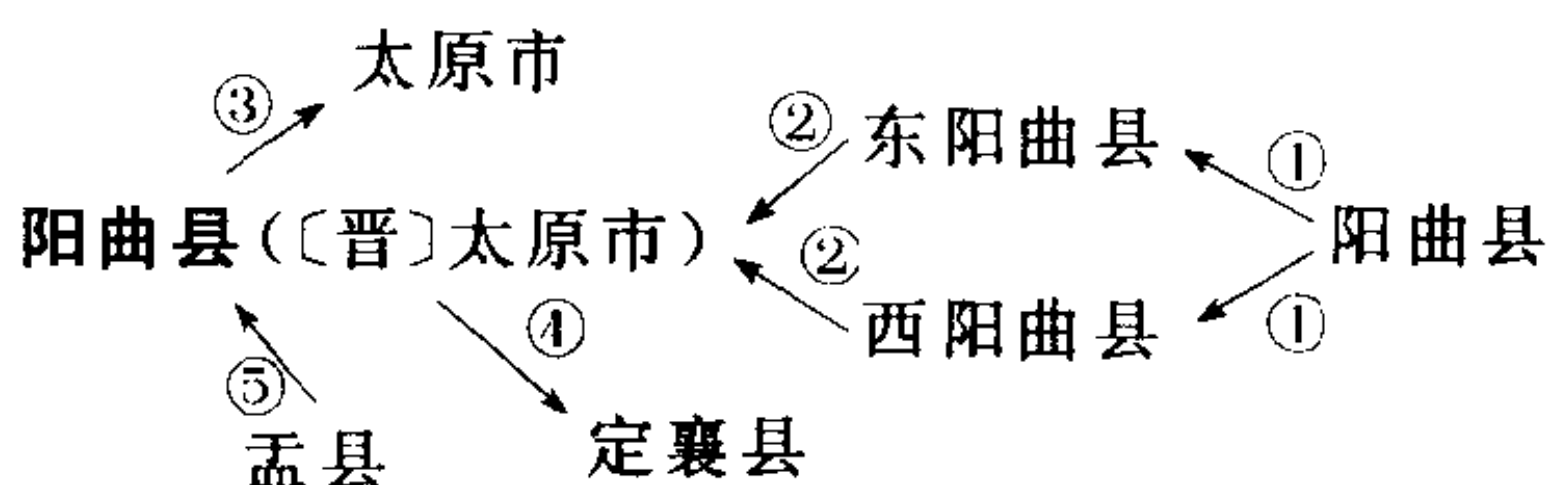 太原市
③
② 东阳曲县 ①
阳曲县(〔晋〕太原市) ② 阳曲县
④ 西阳曲县 ①
⑤
盂县 定襄县